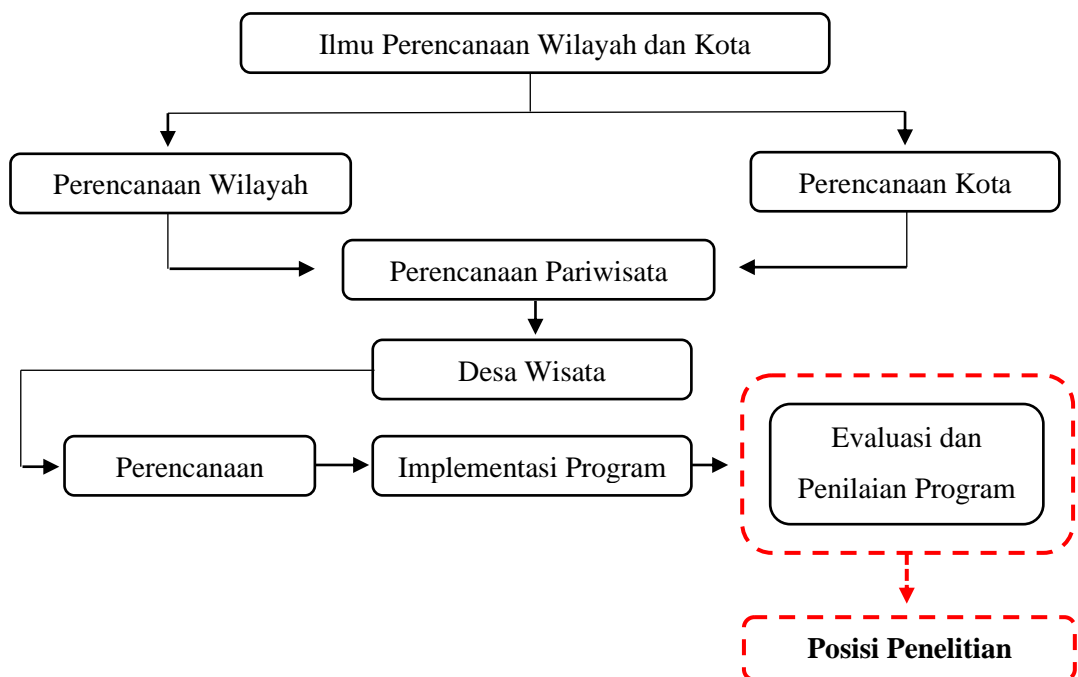 Ilmu Perencanaan Wilayah dan Kota
Perencanaan Wilayah
Perencanaan Kota
Perencanaan Pariwisata
Desa Wisata
Perencanaan
Implementasi Program
Evaluasi dan
Penilaian Program
Posisi Penelitian